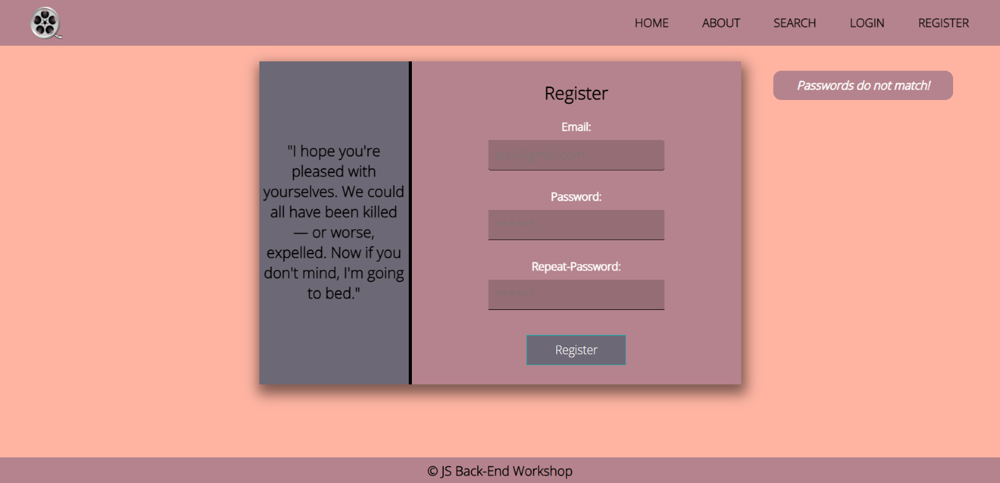 HOME ABOUT SEARCH LOGIN REGISTER
Passwords do not match!
"I hope you're
pleased with
yourselves. We could
all have been killed
— or worse,
expelled. Now if you
don't mind, I'm going
to bed."
Register
Email:
alice@gmail.com
Password:
******
Repeat-Password:
******
Register
© JS Back-End Workshop